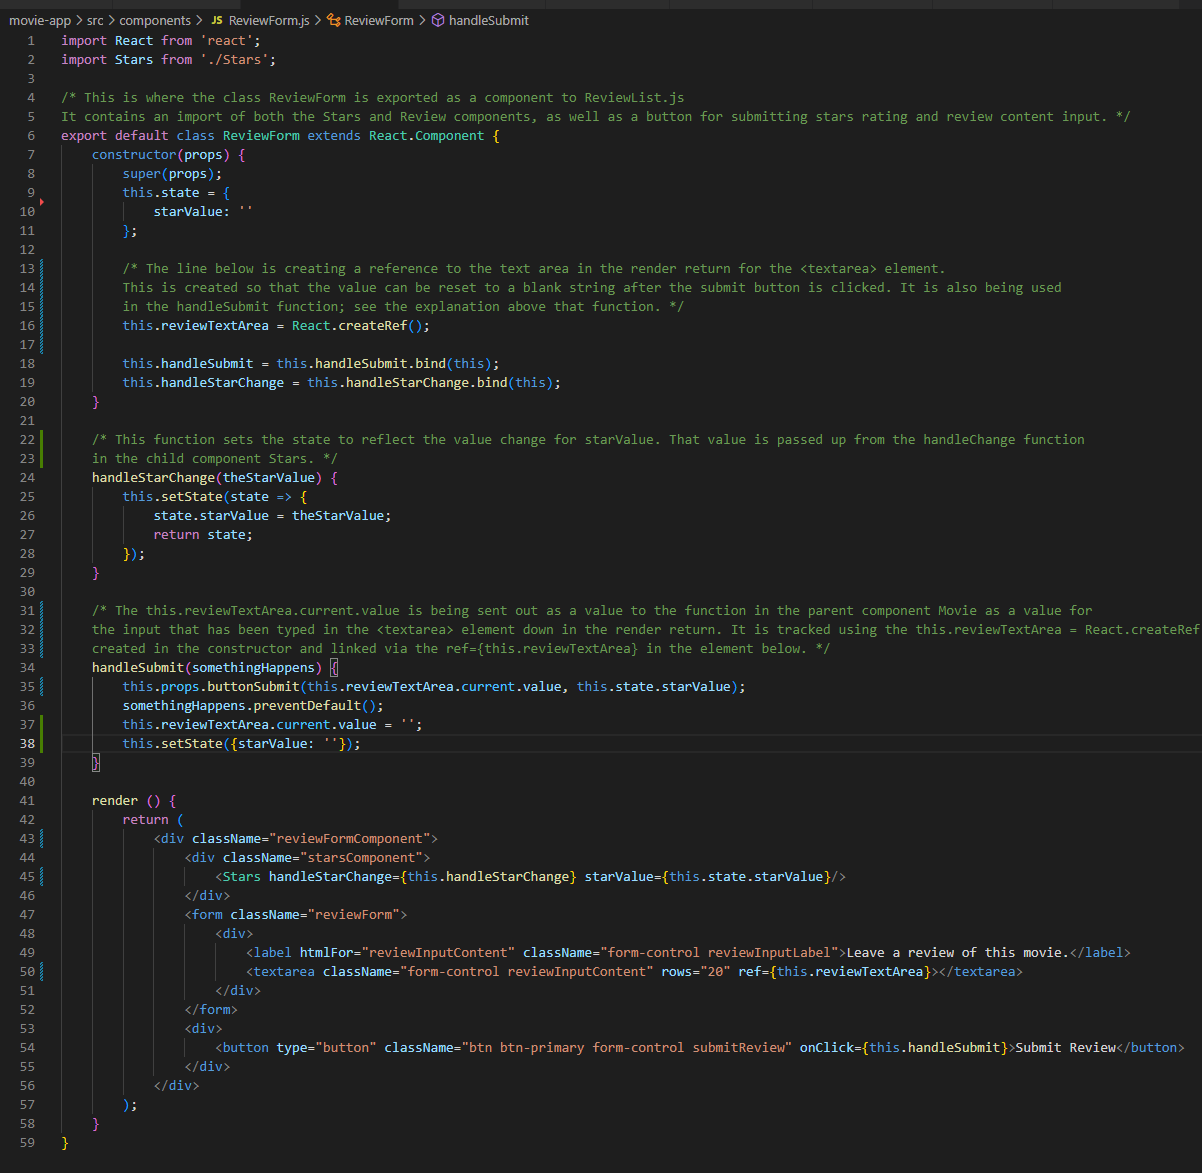 movie-app > src > components > JS ReviewForm.js > ReviewForm > handleSubmit
1 import React from 'react';
2 import Stars from './Stars';
3
4 /* This is where the class ReviewForm is exported as a component to ReviewList.js
5 It contains an import of both the Stars and Review components, as well as a button for submitting stars rating and review content input. */
6 export default class ReviewForm extends React.Component {
7     constructor(props) {
8         super(props);
9         this.state = {
10             starValue: ''
11         };
12
13         /* The line below is creating a reference to the text area in the render return for the <textarea> element.
14         This is created so that the value can be reset to a blank string after the submit button is clicked. It is also being used
15         in the handleSubmit function; see the explanation above that function. */
16         this.reviewTextArea = React.createRef();
17
18         this.handleSubmit = this.handleSubmit.bind(this);
19         this.handleStarChange = this.handleStarChange.bind(this);
20     }
21
22     /* This function sets the state to reflect the value change for starValue. That value is passed up from the handleChange function
23     in the child component Stars. */
24     handleStarChange(theStarValue) {
25         this.setState(state => {
26             state.starValue = theStarValue;
27             return state;
28         });
29     }
30
31     /* The this.reviewTextArea.current.value is being sent out as a value to the function in the parent component Movie as a value for
32     the input that has been typed in the <textarea> element down in the render return. It is tracked using the this.reviewTextArea = React.createRef
33     created in the constructor and linked via the ref={this.reviewTextArea} in the element below. */
34     handleSubmit(somethingHappens) {
35         this.props.buttonSubmit(this.reviewTextArea.current.value, this.state.starValue);
36         somethingHappens.preventDefault();
37         this.reviewTextArea.current.value = '';
38         this.setState({starValue: ''});
39     }
40
41     render () {
42         return (
43             <div className="reviewFormComponent">
44                 <div className="starsComponent">
45                     <Stars handleStarChange={this.handleStarChange} starValue={this.state.starValue}/>
46                 </div>
47                 <form className="reviewForm">
48                     <div>
49                         <label htmlFor="reviewInputContent" className="form-control reviewInputLabel">Leave a review of this movie.</label>
50                         <textarea className="form-control reviewInputContent" rows="20" ref={this.reviewTextArea}></textarea>
51                     </div>
52                 </form>
53                 <div>
54                     <button type="button" className="btn btn-primary form-control submitReview" onClick={this.handleSubmit}>Submit Review</button>
55                 </div>
56             </div>
57         );
58     }
59 }